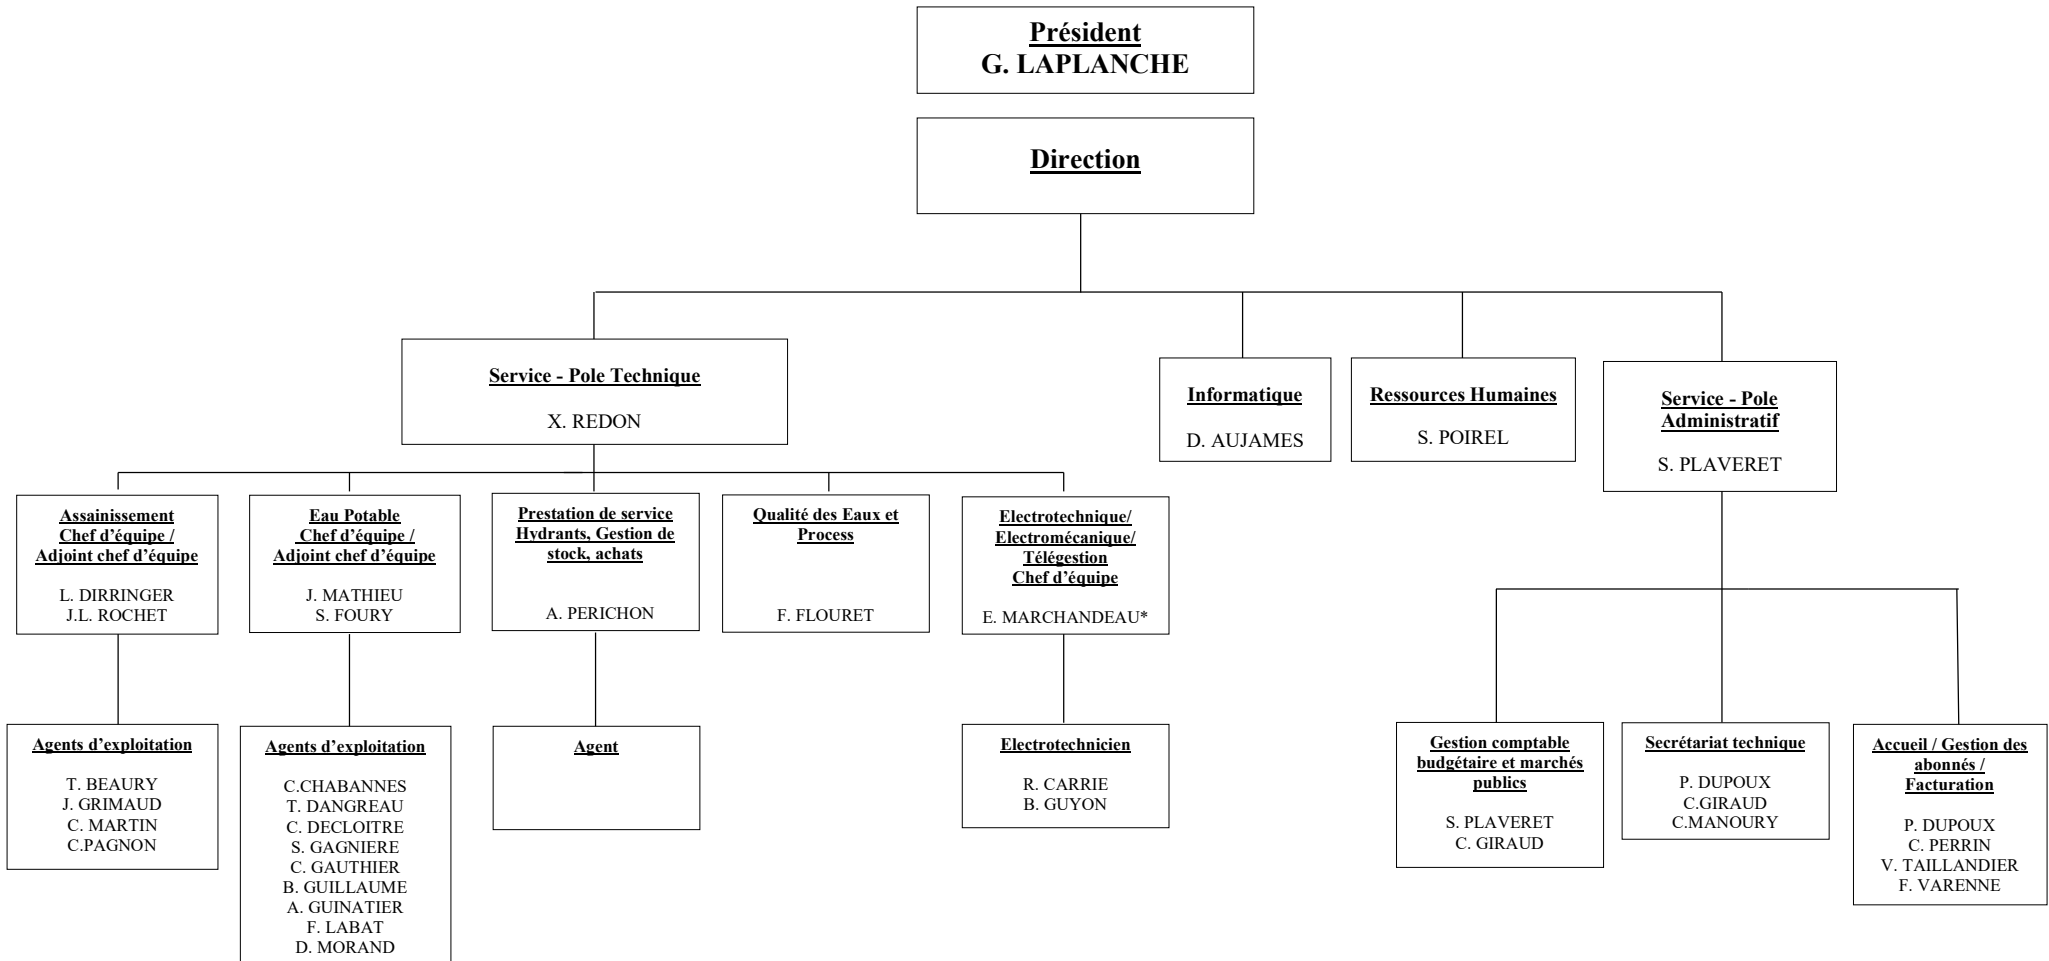 Président
G. LAPLANCHE
Direction
Service - Pole Technique
X. REDON
Informatique
D. AUJAMES
Ressources Humaines
S. POIREL
Service - Pole
Administratif
S. PLAVERET
Assainissement
Chef d’équipe /
Adjoint chef d’équipe
L. DIRRINGER
J.L. ROCHET
Eau Potable
Chef d’équipe /
Adjoint chef d’équipe
J. MATHIEU
S. FOURY
Prestation de service
Hydrants, Gestion de
stock, achats
A. PERICHON
Qualité des Eaux et
Process
F. FLOURET
Electrotechnique/
Electromécanique/
Télégestion
Chef d’équipe
E. MARCHANDEAU*
Agents d’exploitation
T. BEAURY
J. GRIMAUD
C. MARTIN
C.PAGNON
Agents d’exploitation
C.CHABANNES
T. DANGREAU
C. DECLOITRE
S. GAGNIERE
C. GAUTHIER
B. GUILLAUME
A. GUINATIER
F. LABAT
D. MORAND
Agent
Electrotechnicien
R. CARRIE
B. GUYON
Gestion comptable
budgétaire et marchés
publics
S. PLAVERET
C. GIRAUD
Secrétariat technique
P. DUPOUX
C.GIRAUD
C.MANOURY
Accueil / Gestion des
abonnés /
Facturation
P. DUPOUX
C. PERRIN
V. TAILLANDIER
F. VARENNE